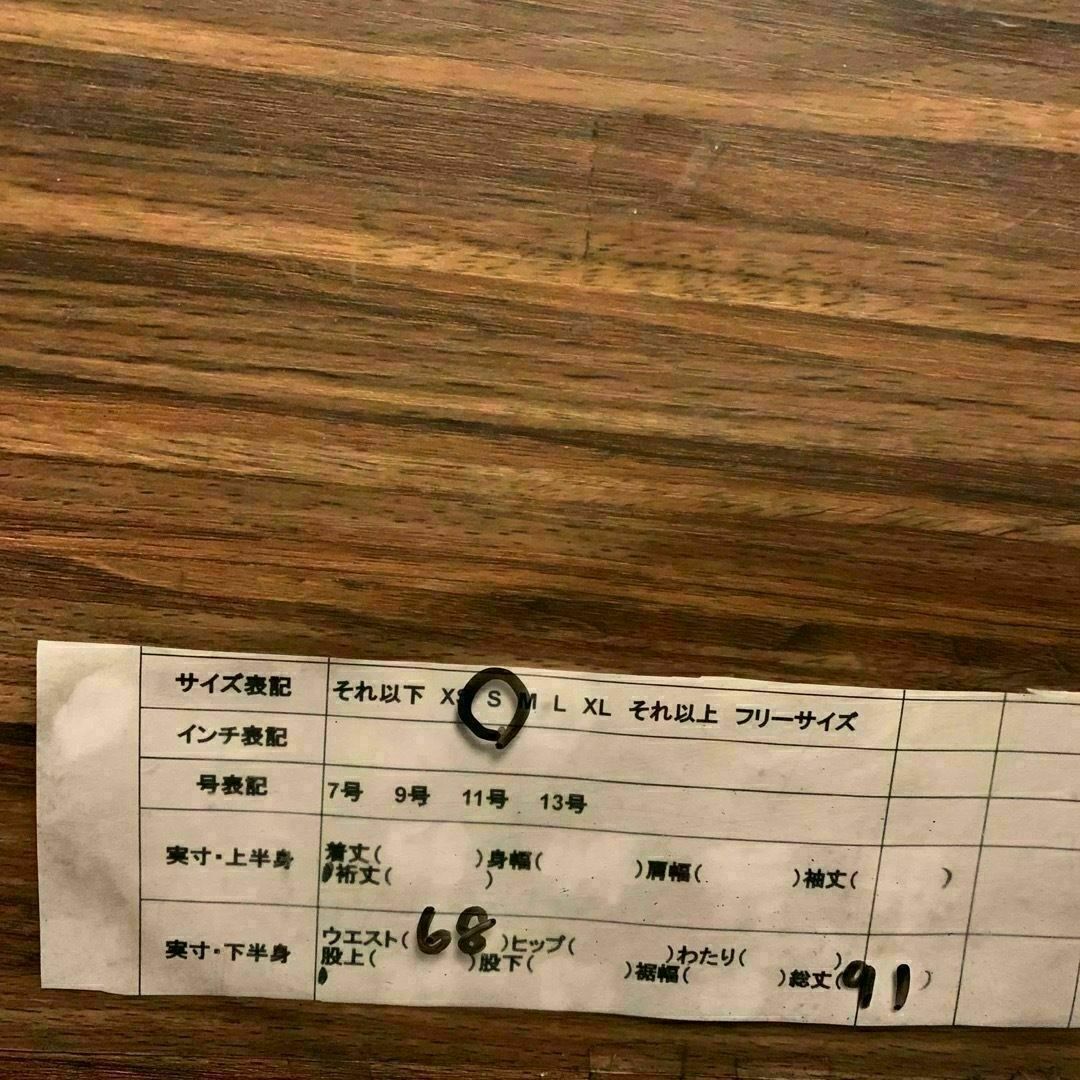 サイズ表記 それ以下 XS S M L XL それ以上 フリーサイズ
インチ表記
号表記 7号 9号 11号 13号
実寸・上半身 着丈( )身幅( )肩幅( )袖丈( )
裄丈( )
実寸・下半身 ウエスト(68)ヒップ( )わたり( )
股上( )股下( )裾幅( )総丈(91)